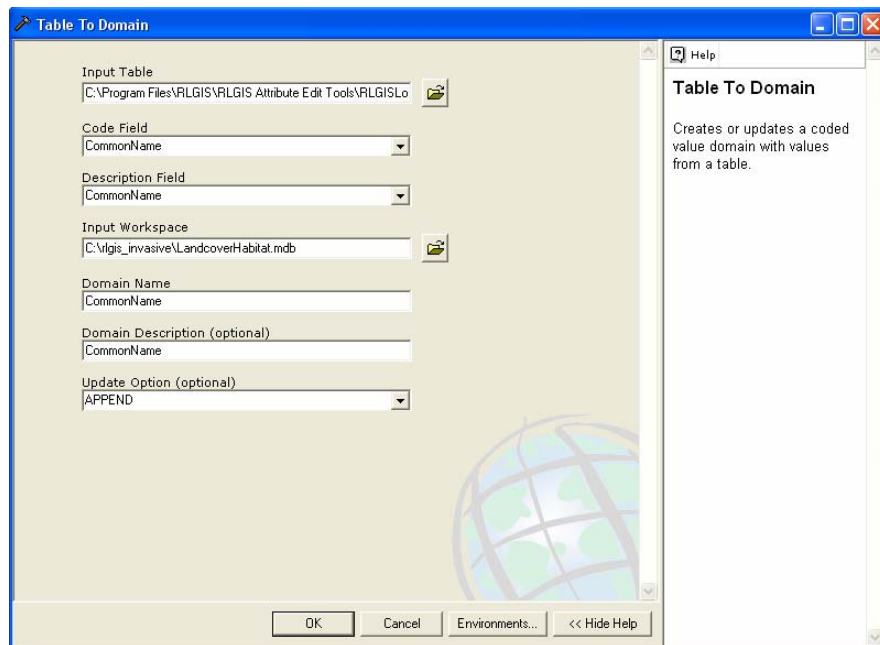 Table To Domain
Input Table
C:\Program Files\RLGIS\RLGIS Attribute Edit Tools\RLGISLo
Code Field
CommonName
Description Field
CommonName
Input Workspace
C:\rlgis_invasive\LandcoverHabitat.mdb
Domain Name
CommonName
Domain Description (optional)
CommonName
Update Option (optional)
APPEND
OK
Cancel
Environments...
<< Hide Help
Help
Table To Domain
Creates or updates a coded
value domain with values
from a table.